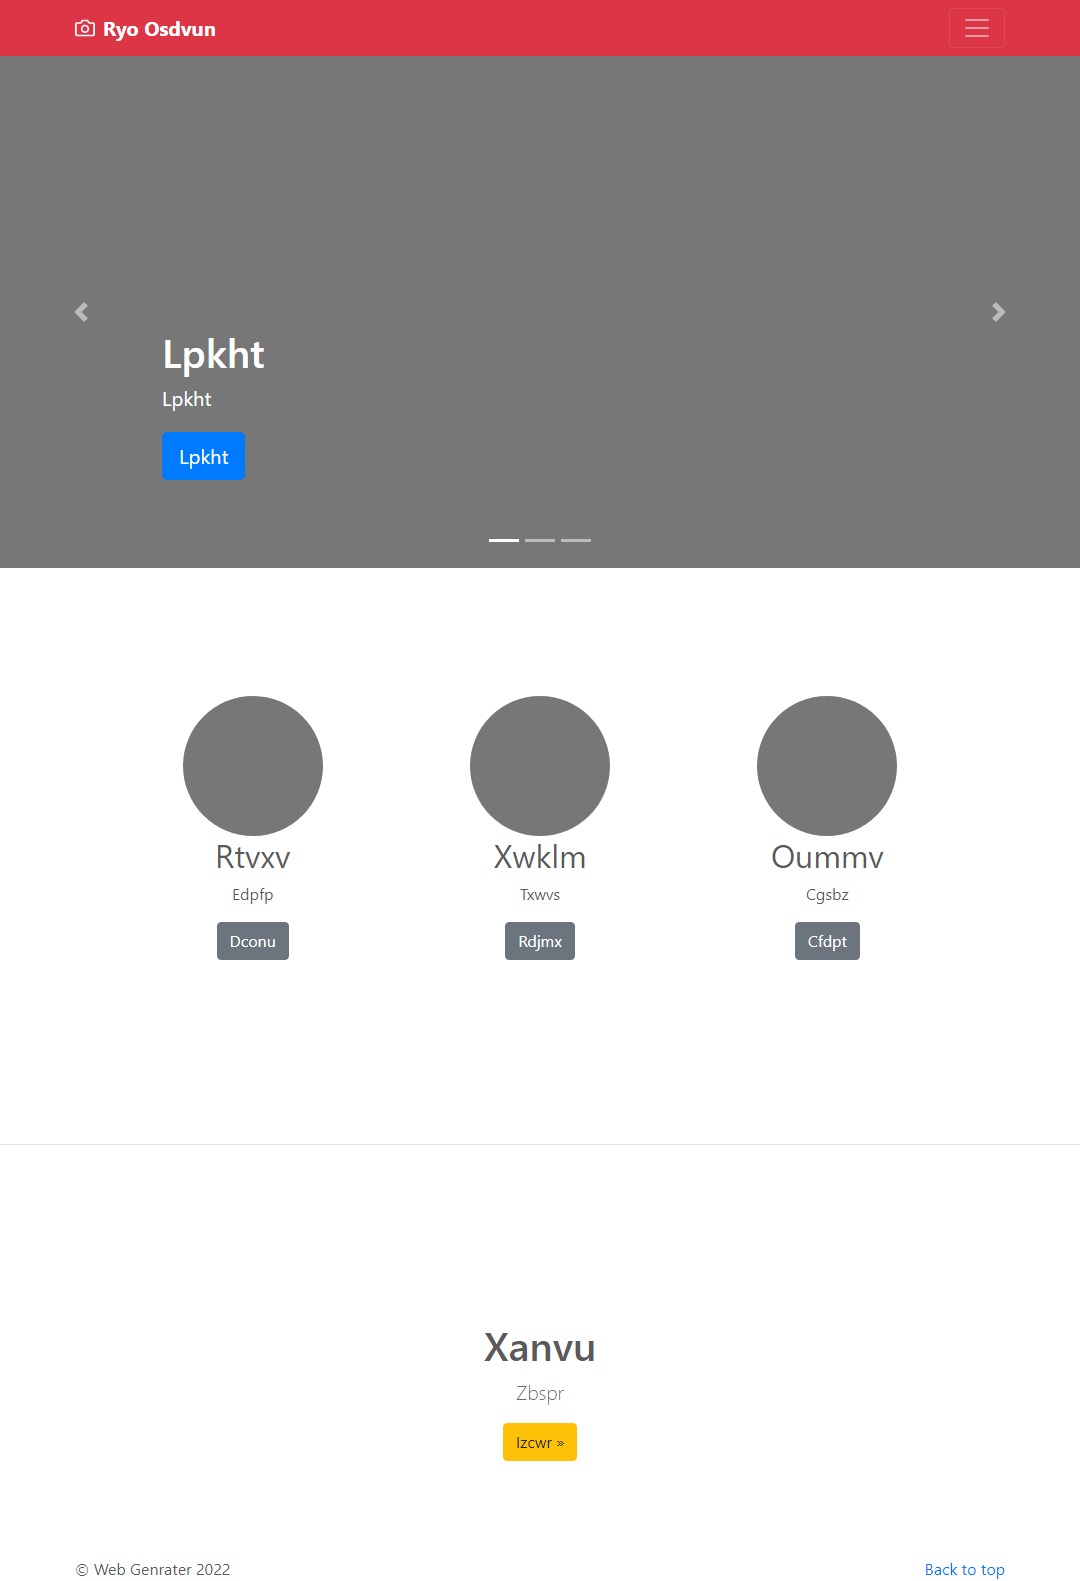 Ryo Osdvun
Lpkht
Lpkht
Lpkht
Rtvxv
Xwklm
Oummv
Edpfp
Txwvs
Cgsbz
Dconu
Rdjmx
Cfdpt
Xanvu
Zbspr
Izcwr »
© Web Genrater 2022
Back to top